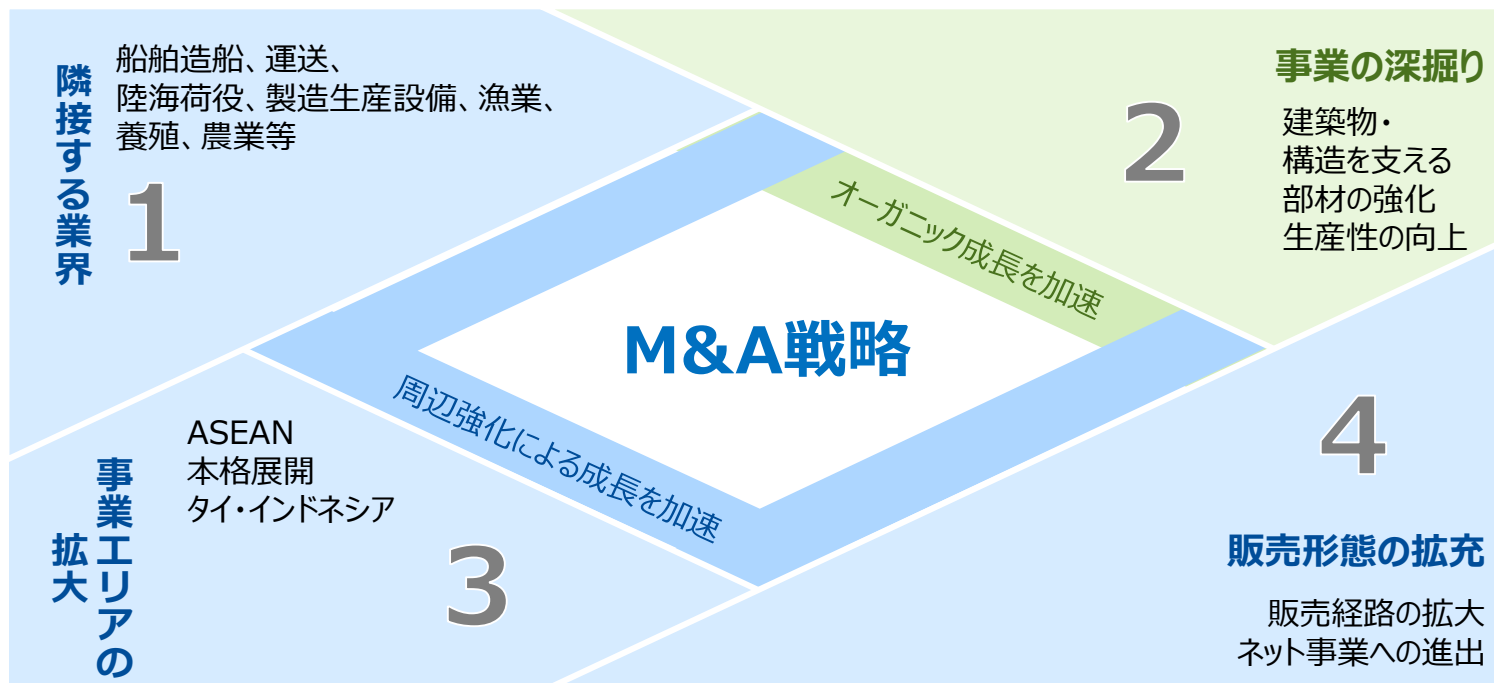 隣接する業界
船舶造船、運送、
陸海荷役、製造生産設備、漁業、
養殖、農業等
1
2
事業の深掘り
建築物・
構造を支える
部材の強化
生産性の向上
オーガニック成長を加速
M&A戦略
周辺強化による成長を加速
事業エリアの
拡大
ASEAN
本格展開
タイ・インドネシア
3
4
販売形態の拡充
販売経路の拡大
ネット事業への進出